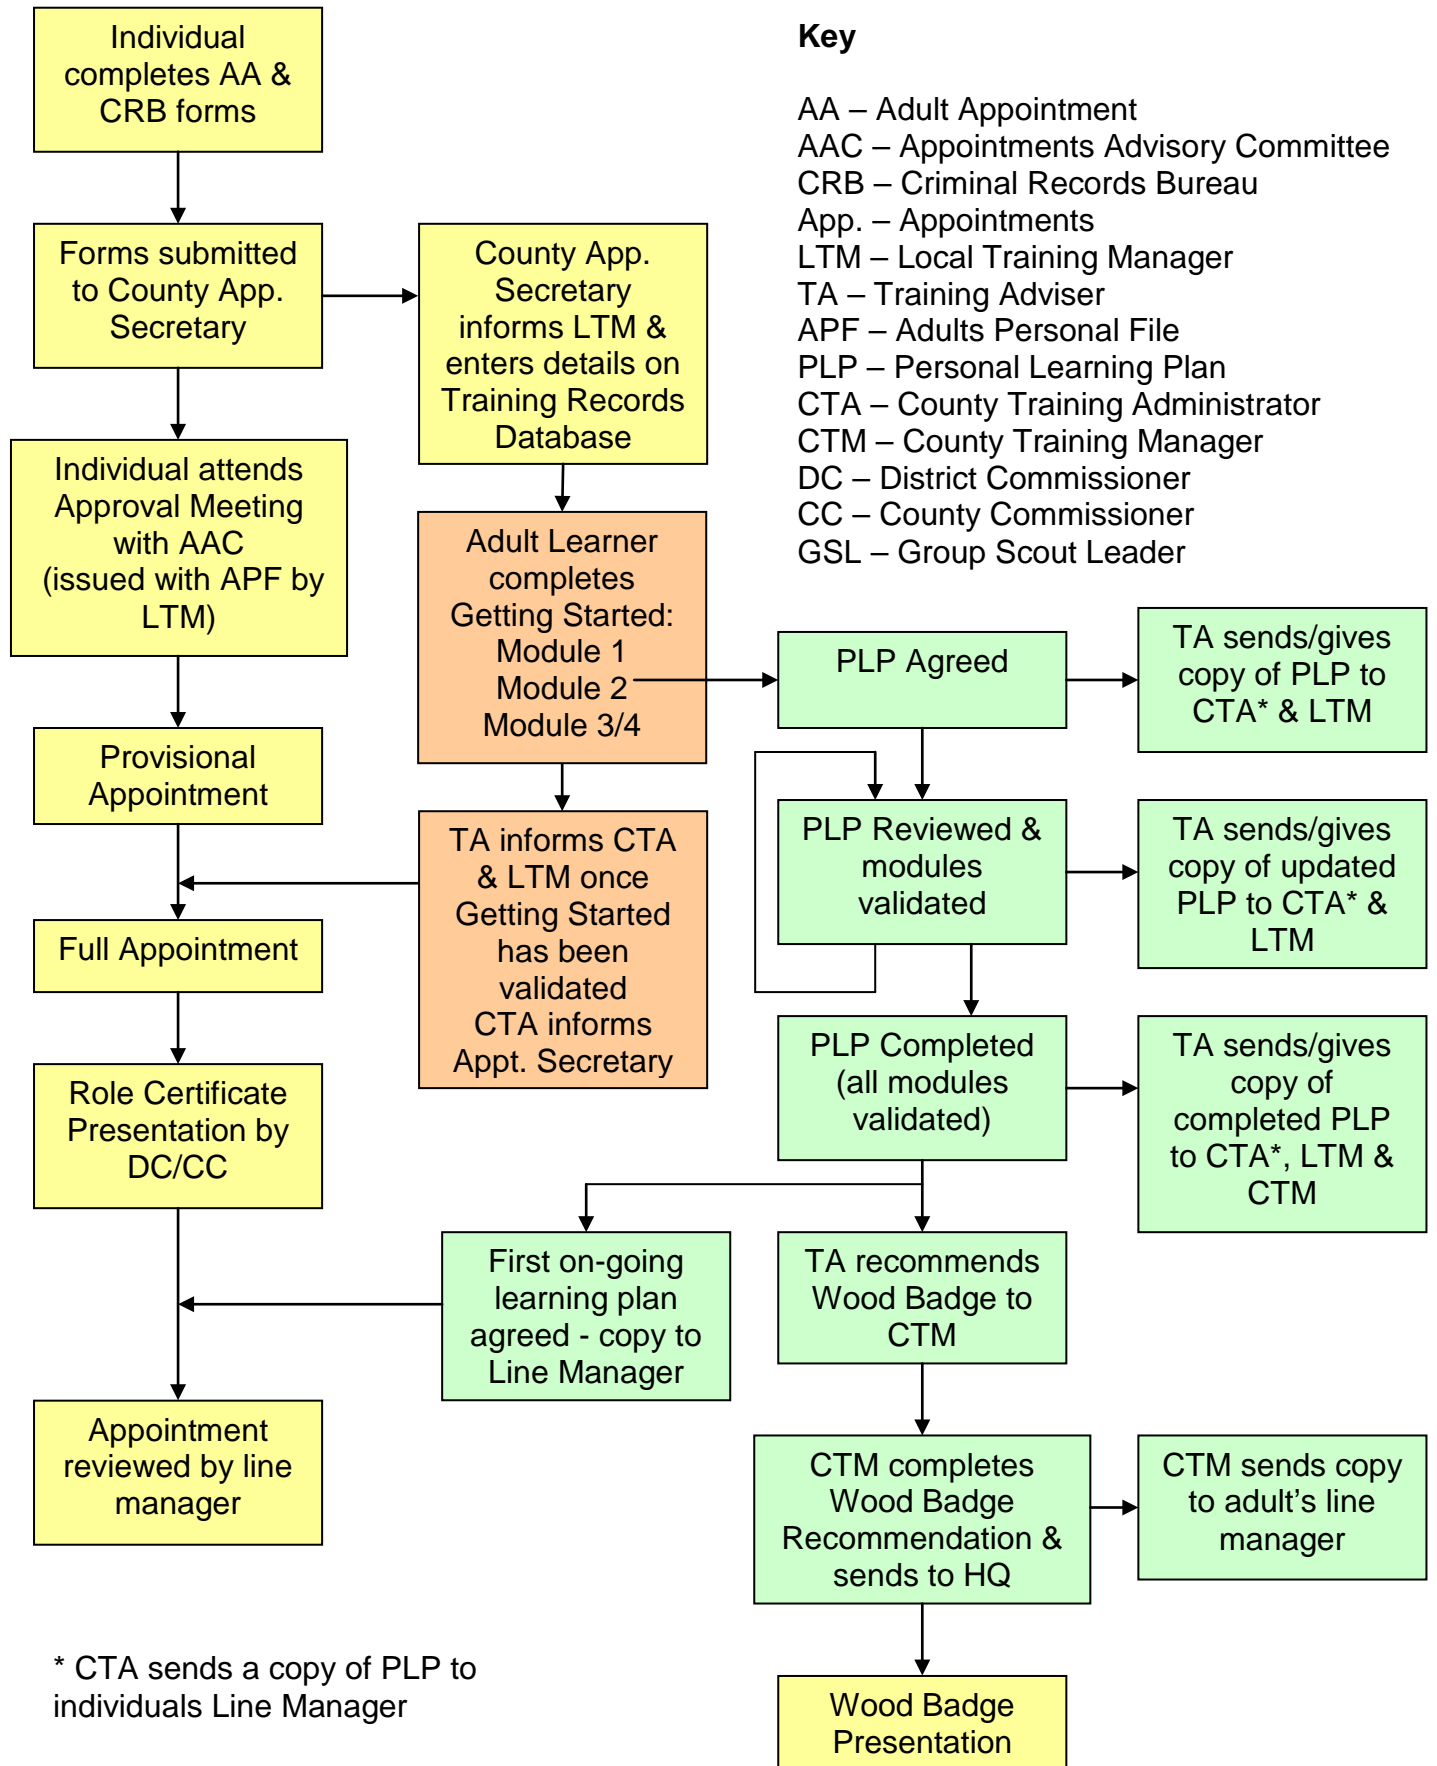 Individual
completes AA &
CRB forms
Key
AA – Adult Appointment
AAC – Appointments Advisory Committee
CRB – Criminal Records Bureau
App. – Appointments
LTM – Local Training Manager
TA – Training Adviser
APF – Adults Personal File
PLP – Personal Learning Plan
CTA – County Training Administrator
CTM – County Training Manager
DC – District Commissioner
CC – County Commissioner
GSL – Group Scout Leader
Forms submitted
to County App.
Secretary
County App.
Secretary
informs LTM &
enters details on
Training Records
Database
Individual attends
Approval Meeting
with AAC
(issued with APF by
LTM)
Adult Learner
completes
Getting Started:
Module 1
Module 2
Module 3/4
PLP Agreed
TA sends/gives
copy of PLP to
CTA* & LTM
Provisional
Appointment
TA informs CTA
& LTM once
Getting Started
has been
validated
CTA informs
Appt. Secretary
PLP Reviewed &
modules
validated
TA sends/gives
copy of updated
PLP to CTA* &
LTM
Full Appointment
PLP Completed
(all modules
validated)
TA sends/gives
copy of
completed PLP
to CTA*, LTM &
CTM
Role Certificate
Presentation by
DC/CC
First on-going
learning plan
agreed - copy to
Line Manager
TA recommends
Wood Badge to
CTM
Appointment
reviewed by line
manager
CTM completes
Wood Badge
Recommendation &
sends to HQ
CTM sends copy
to adult’s line
manager
* CTA sends a copy of PLP to
individuals Line Manager
Wood Badge
Presentation